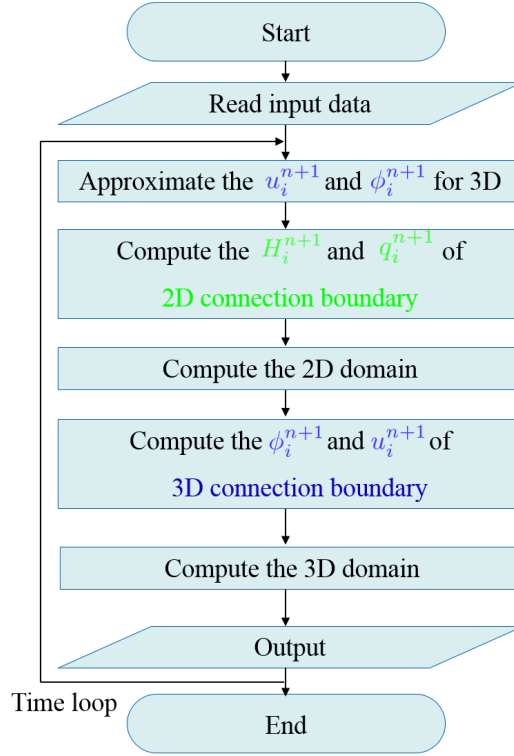 Start
Read input data
Approximate the $u_i^{n+1}$ and $\phi_i^{n+1}$ for 3D
Compute the $H_i^{n+1}$ and $q_i^{n+1}$ of
2D connection boundary
Compute the 2D domain
Compute the $\phi_i^{n+1}$ and $u_i^{n+1}$ of
3D connection boundary
Compute the 3D domain
Output
Time loop
End